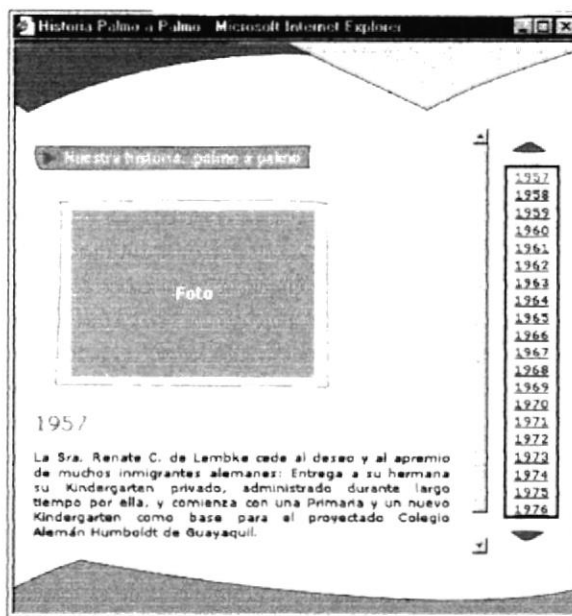 Historia Palmo a Palmo - Microsoft Internet Explorer
Nuestra historia, palmo a palmo
Foto
1957
La Sra. Renate C. de Lembke cede al deseo y al apremio
de muchos inmigrantes alemanes: Entrega a su hermana
su Kindergarten privado, administrado durante largo
tiempo por ella, y comienza con una Primaria y un nuevo
Kindergarten como base para el proyectado Colegio
Alemán Humboldt de Guayaquil.
1957
1958
1959
1960
1961
1962
1963
1964
1965
1966
1967
1968
1969
1970
1971
1972
1973
1974
1975
1976